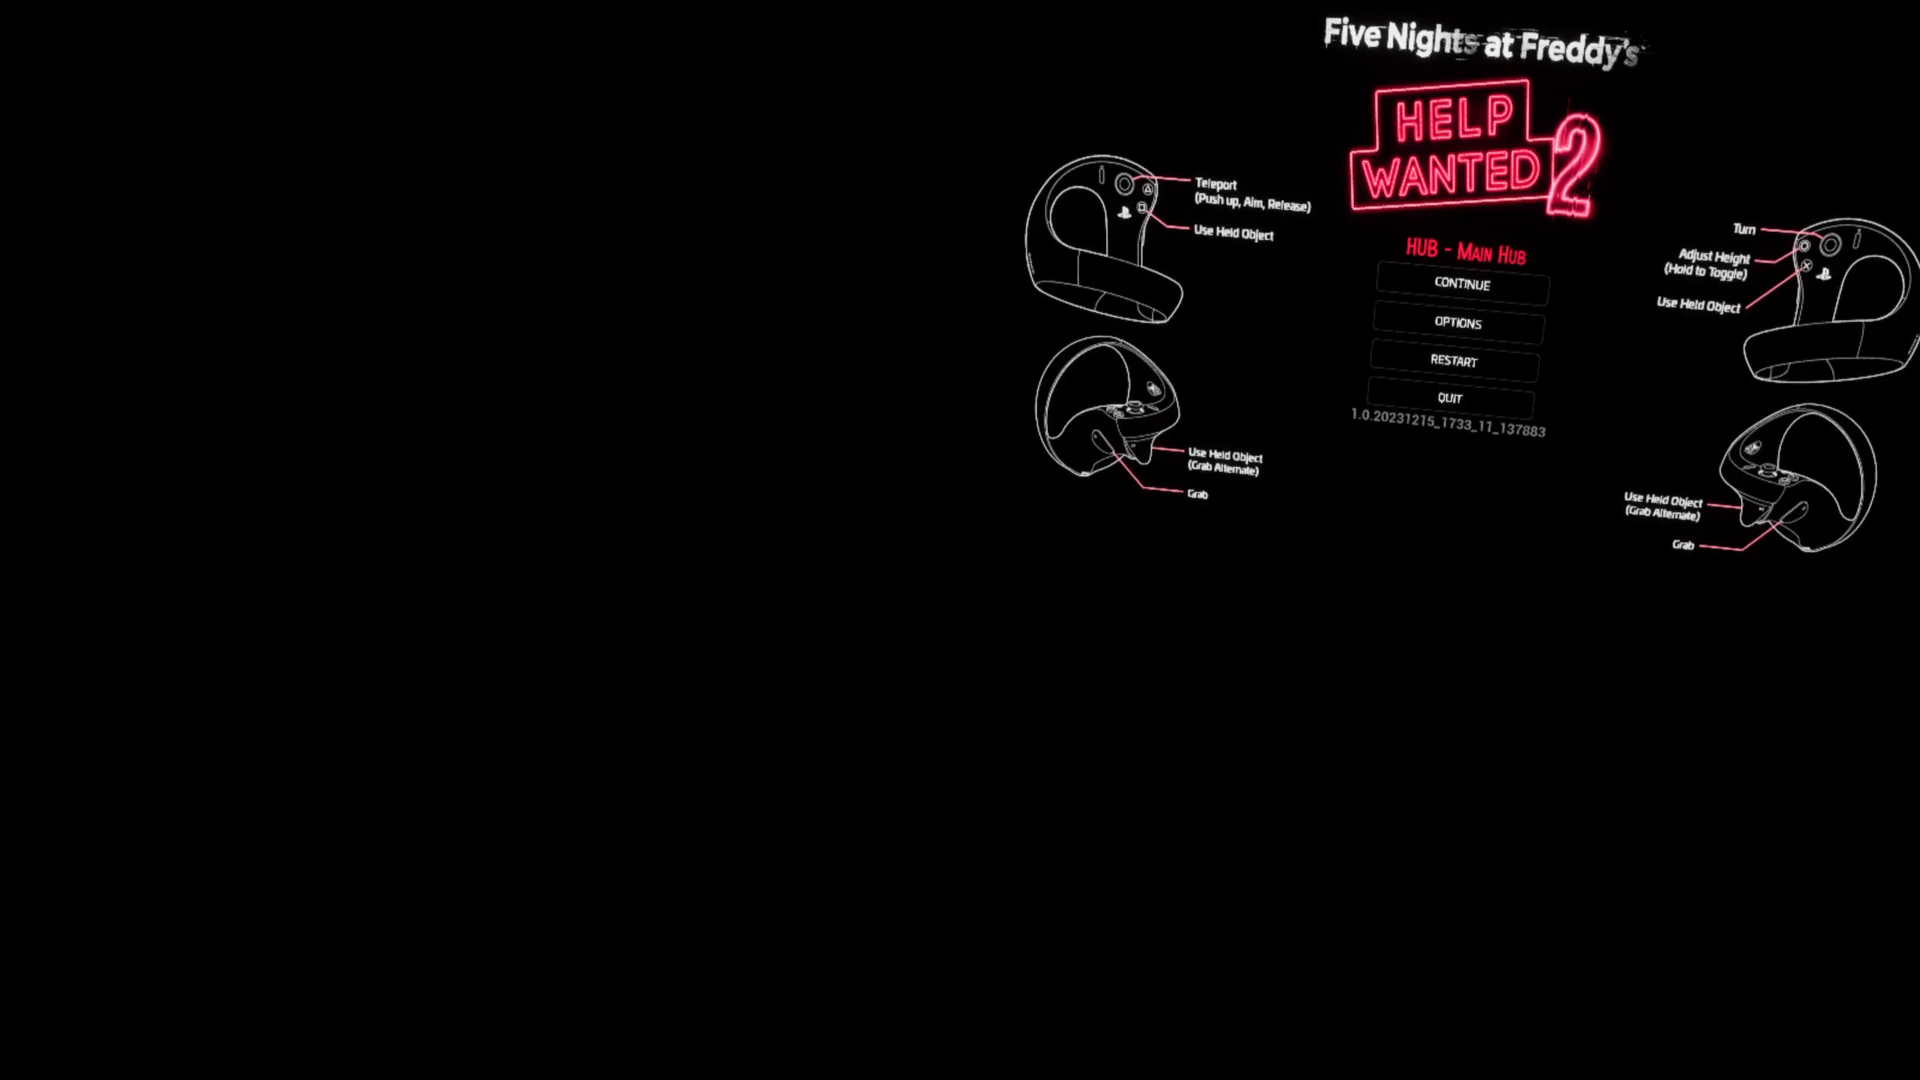 Five Nights at Freddy's
HELP
WANTED 2
HUB - MAIN HUB
CONTINUE
OPTIONS
RESTART
QUIT
1.0.20231215_1733_11_137883
Teleport
(Push up, Aim, Release)
Use Held Object
Use Held Object
(Grab Alternate)
Grab
Turn
Adjust Height
(Hold to Toggle)
Use Held Object
Use Held Object
(Grab Alternate)
Grab